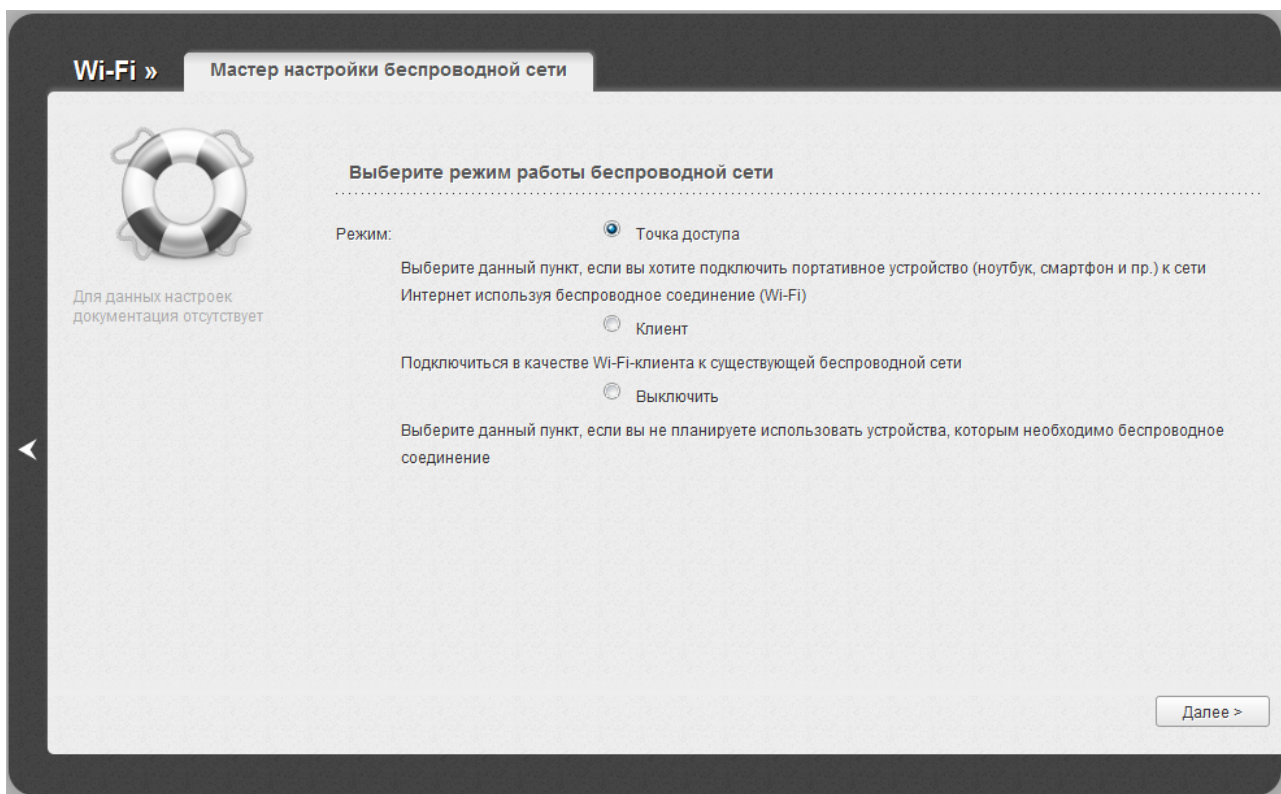 Wi-Fi »
Мастер настройки беспроводной сети
Для данных настроек
документация отсутствует
Выберите режим работы беспроводной сети
Режим:
Точка доступа
Выберите данный пункт, если вы хотите подключить портативное устройство (ноутбук, смартфон и пр.) к сети
Интернет используя беспроводное соединение (Wi-Fi)
Клиент
Подключиться в качестве Wi-Fi-клиента к существующей беспроводной сети
Выключить
Выберите данный пункт, если вы не планируете использовать устройства, которым необходимо беспроводное
соединение
Далее >